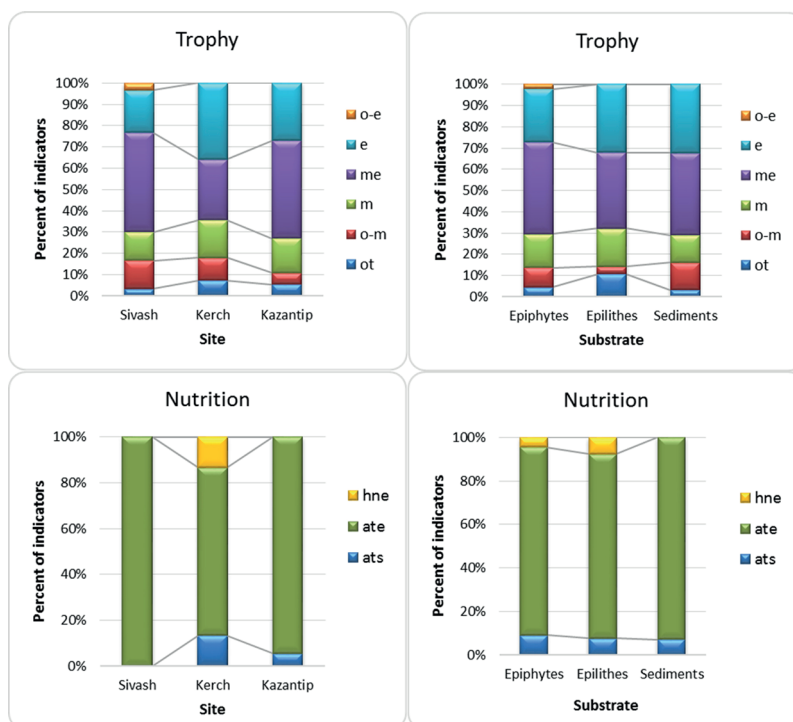 Trophy
100%
90%
80%
70%
60%
50%
40%
30%
20%
10%
0%
Percent of indicators
Sivash Kerch Kazantip
Site
o-e
e
me
m
o-m
ot
Trophy
100%
90%
80%
70%
60%
50%
40%
30%
20%
10%
0%
Percent of indicators
Epiphytes Epilithes Sediments
Substrate
o-e
e
me
m
o-m
ot
Nutrition
100%
80%
60%
40%
20%
0%
Percent of indicators
Sivash Kerch Kazantip
Site
hne
ate
ats
Nutrition
100%
80%
60%
40%
20%
0%
Percent of indicators
Epiphytes Epilithes Sediments
Substrate
hne
ate
ats